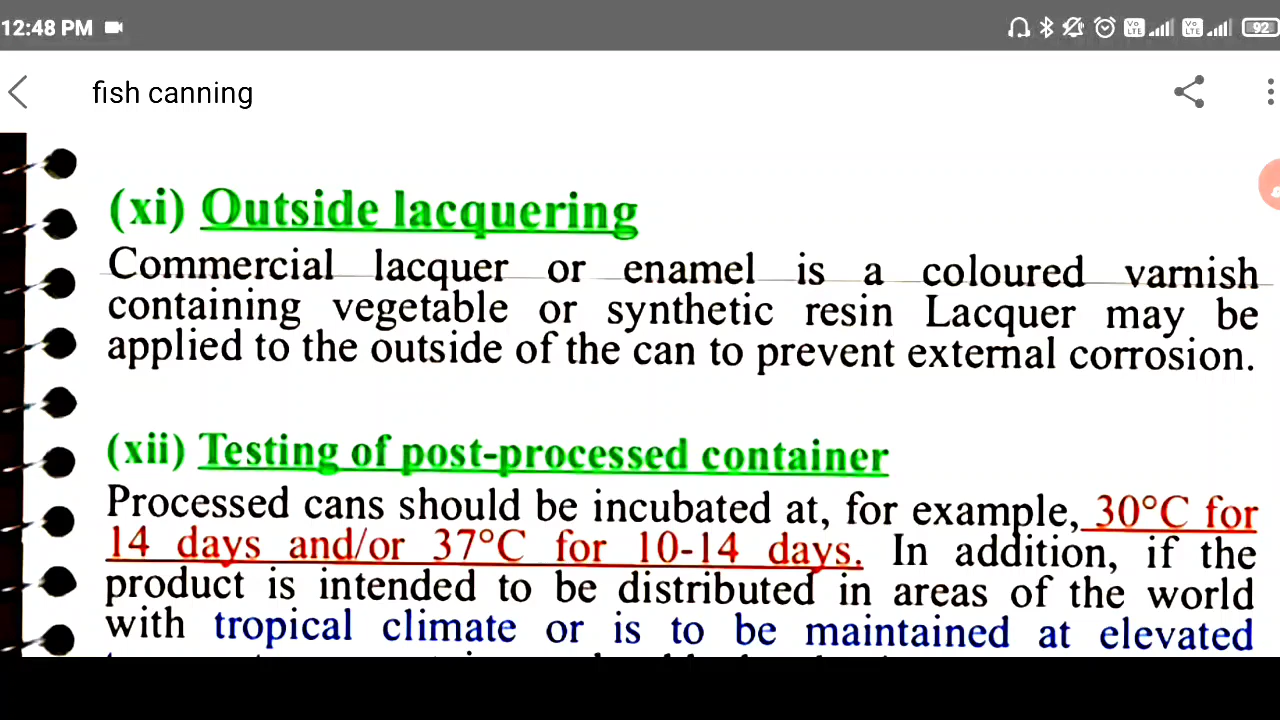 12:48 PM
92
fish canning
(xi) Outside lacquering
Commercial lacquer or enamel is a coloured varnish
containing vegetable or synthetic resin Lacquer may be
applied to the outside of the can to prevent external corrosion.
(xii) Testing of post-processed container
Processed cans should be incubated at, for example, 30°C for
14 days and/or 37°C for 10-14 days. In addition, if the
product is intended to be distributed in areas of the world
with tropical climate or is to be maintained at elevated